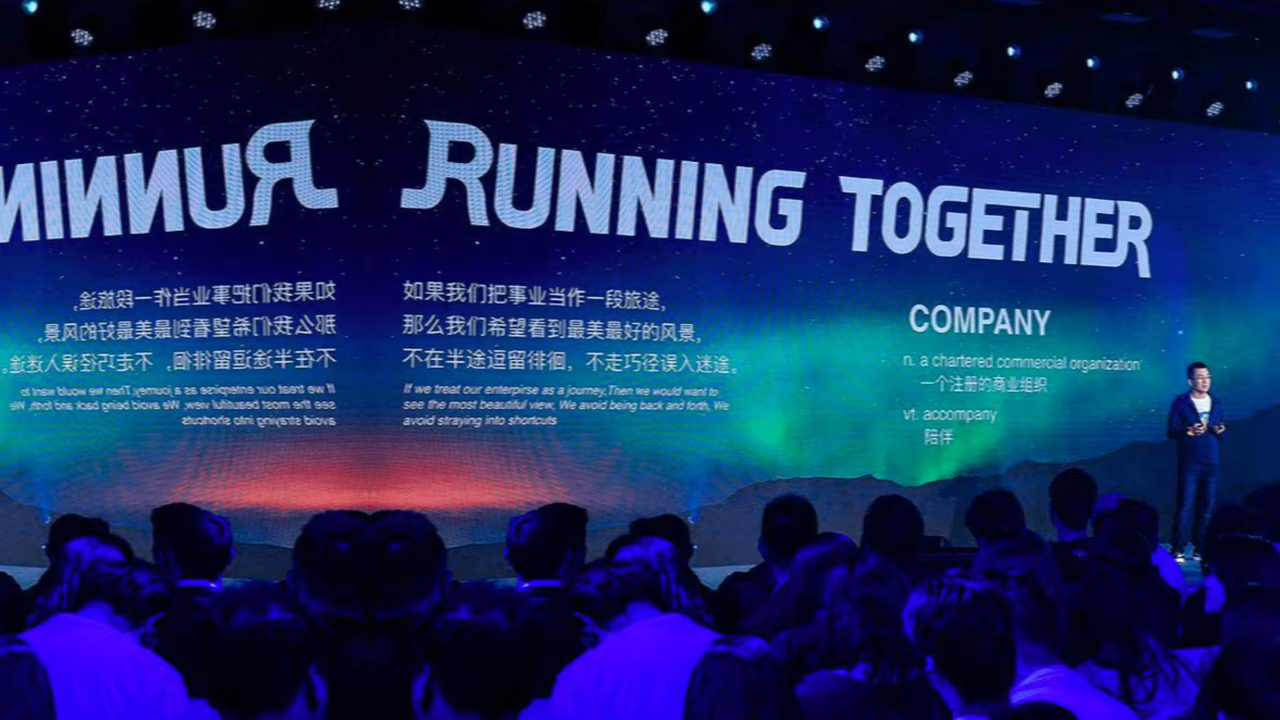 RUNNING TOGETHER
如果我们把事业当作一段旅途，
那么我们希望看到最美最好的风景，
不在半途逗留徘徊，不走巧径误入迷途。
If we treat our enterpirse as a journey,Then we would want to
see the most beautiful view, We avoid being back and forth, We
avoid straying into shortcuts
COMPANY
n. a chartered commercial organization
一个注册的商业组织
vt. accompany
陪伴